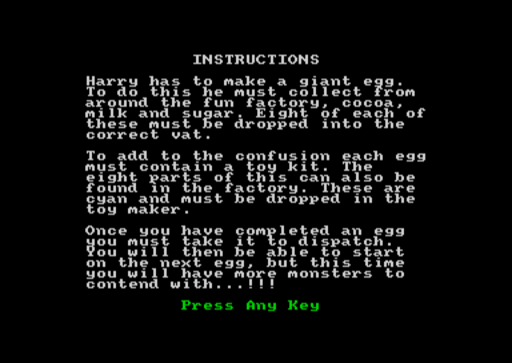 INSTRUCTIONS
Harry has to make a giant egg.
To do this he must collect from
around the fun factory, cocoa,
milk and sugar. Eight of each of
these must be dropped into the
correct vat.
To add to the confusion each egg
must contain a toy kit. The
eight parts of this can also be
found in the factory. These are
cyan and must be dropped in the
toy maker.
Once you have completed an egg
you must take it to dispatch.
You will then be able to start
on the next egg, but this time
you will have more monsters to
contend with...!!!
Press Any Key